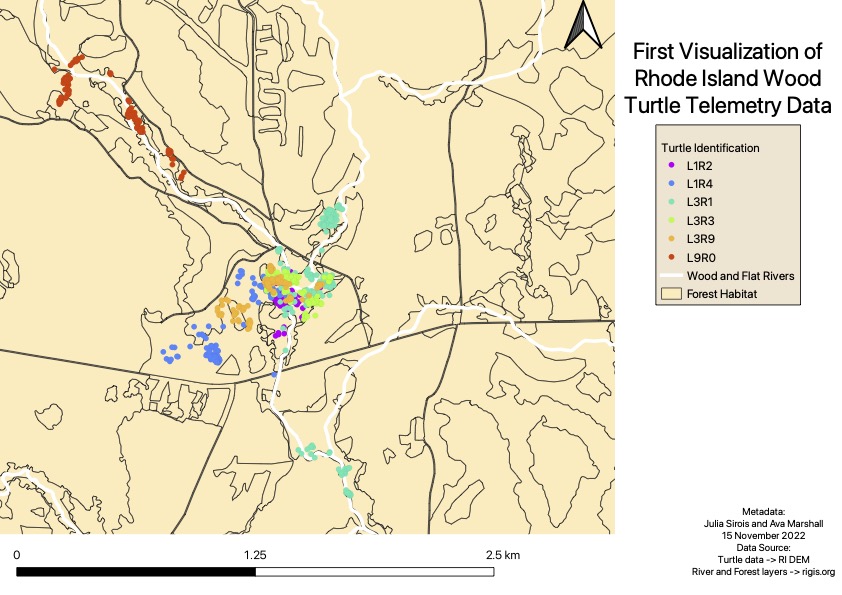 First Visualization of
Rhode Island Wood
Turtle Telemetry Data
Turtle Identification
L1R2
L1R4
L3R1
L3R3
L3R9
L9R0
Wood and Flat Rivers
Forest Habitat
Metadata:
Julia Sirois and Ava Marshall
15 November 2022
Data Source:
Turtle data -> RI DEM
River and Forest layers -> rigis.org
0 1.25 2.5 km